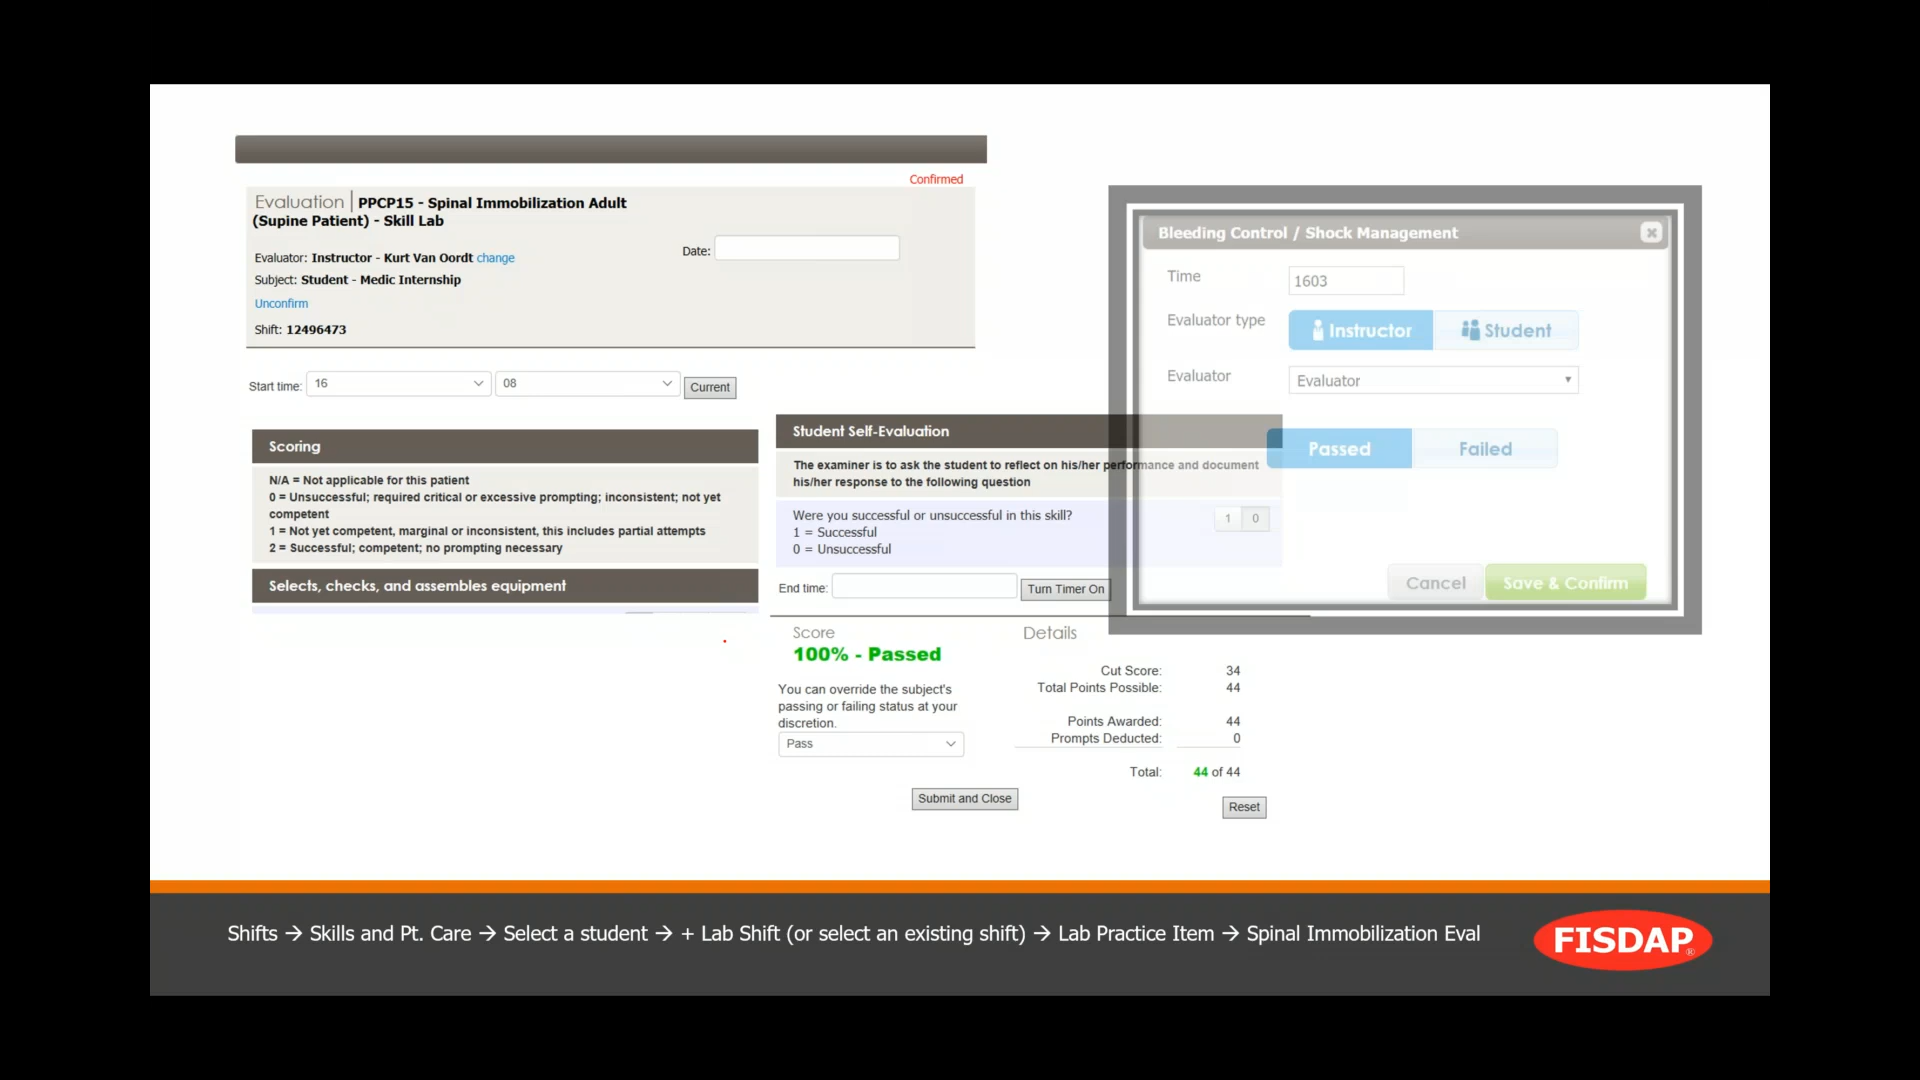 Confirmed
Evaluation | PPCP15 - Spinal Immobilization Adult
(Supine Patient) - Skill Lab
Evaluator: Instructor - Kurt Van Oordt change
Date:
Subject: Student - Medic Internship
Unconfirm
Shift: 12496473
Start time: 16 08 Current
Scoring
N/A = Not applicable for this patient
0 = Unsuccessful; required critical or excessive prompting; inconsistent; not yet
competent
1 = Not yet competent, marginal or inconsistent, this includes partial attempts
2 = Successful; competent; no prompting necessary
Selects, checks, and assembles equipment
Student Self-Evaluation
The examiner is to ask the student to reflect on his/her performance and document
his/her response to the following question
Were you successful or unsuccessful in this skill? 1 0
1 = Successful
0 = Unsuccessful
End time: Turn Timer On
Score
100% - Passed
You can override the subject's
passing or failing status at your
discretion.
Pass
Details
Cut Score: 34
Total Points Possible: 44
Points Awarded: 44
Prompts Deducted: 0
Total: 44 of 44
Submit and Close
Reset
Bleeding Control / Shock Management
Time 1603
Evaluator type Instructor Student
Evaluator Evaluator
Passed Failed
Cancel Save & Confirm
Shifts → Skills and Pt. Care → Select a student → + Lab Shift (or select an existing shift) → Lab Practice Item → Spinal Immobilization Eval
FISDAP®